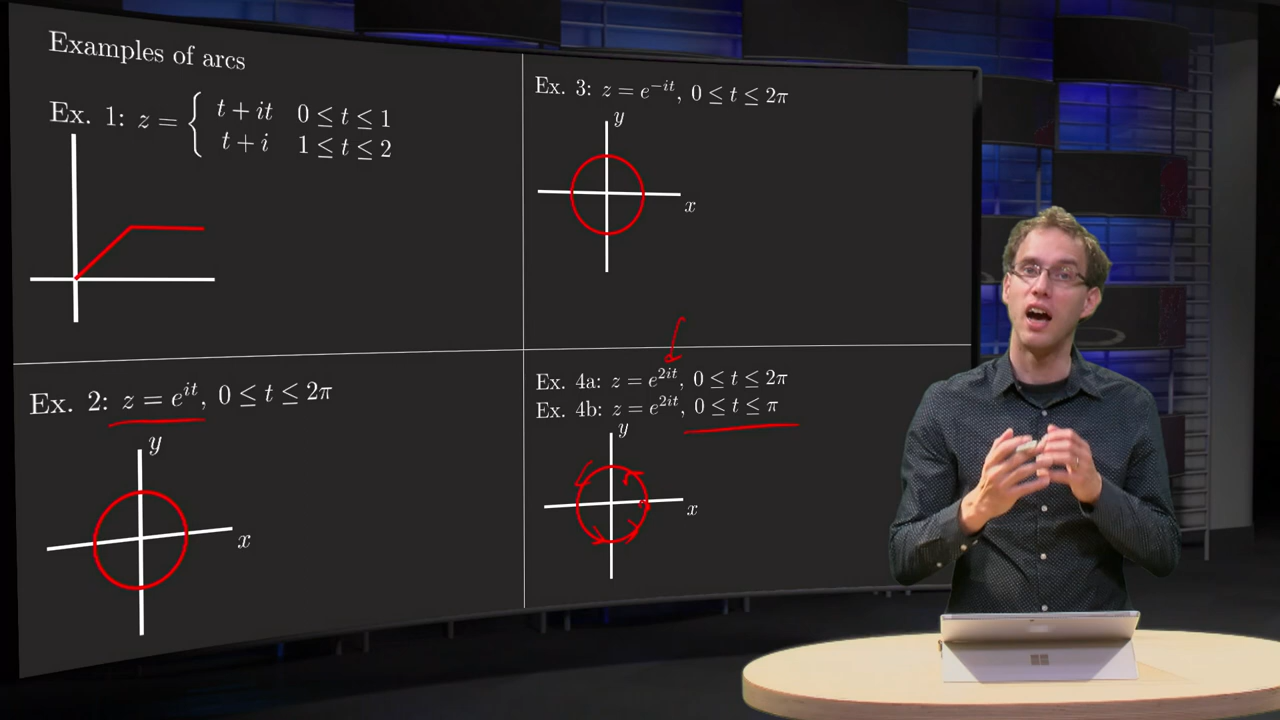 Examples of arcs
Ex. 1: z = { t + it 0 ≤ t ≤ 1
t + i 1 ≤ t ≤ 2
Ex. 2: z = e^{it}, 0 ≤ t ≤ 2π
y
x
Ex. 3: z = e^{-it}, 0 ≤ t ≤ 2π
y
x
Ex. 4a: z = e^{2it}, 0 ≤ t ≤ 2π
Ex. 4b: z = e^{2it}, 0 ≤ t ≤ π
y
x